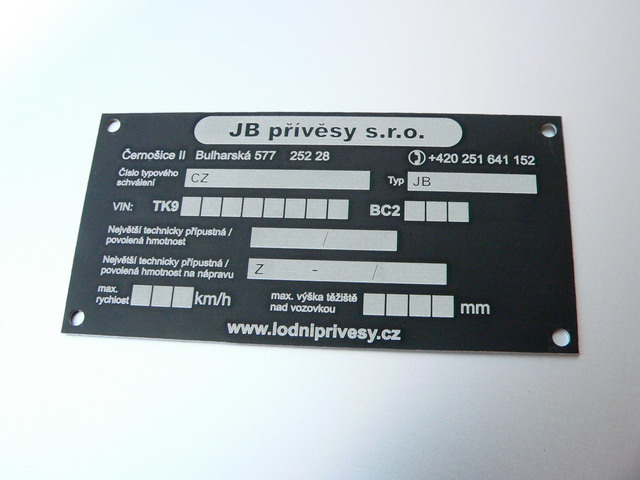 JB přívěsy s.r.o.
Černošice II Bulharská 577 252 28 +420 251 641 152
Číslo typového schválení CZ Typ JB
VIN: TK9 BC2
Největší technicky přípustná /
povolená hmotnost /
Největší technicky přípustná /
povolená hmotnost na nápravu Z - /
max. rychlost km/h max. výška těžiště nad vozovkou mm
www.lodniprivesy.cz